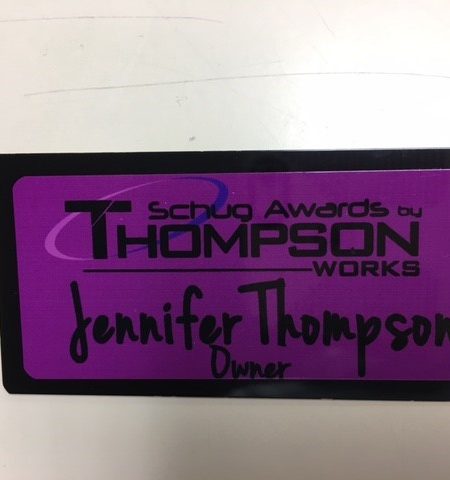 Schug Awards by
THOMPSON
WORKS
Jennifer Thompson
Owner